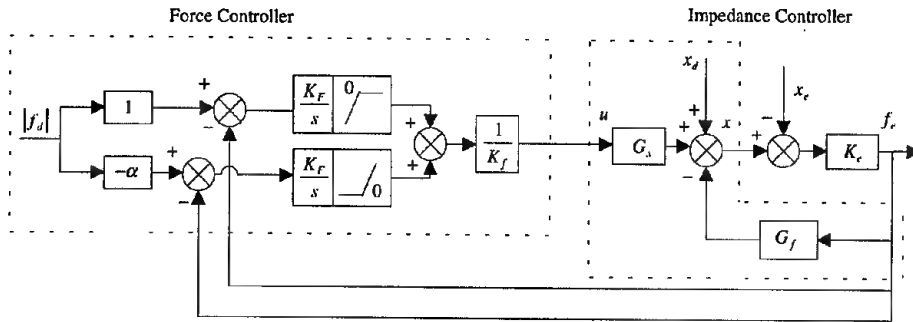 Force Controller
Impedance Controller
|f_d|
1
-α
+
−
+
−
K_F
s
0
K_F
s
0
+
+
1
K_f
u
G_s
x_d
+
+
−
x
x_e
−
+
K_e
f_e
G_f